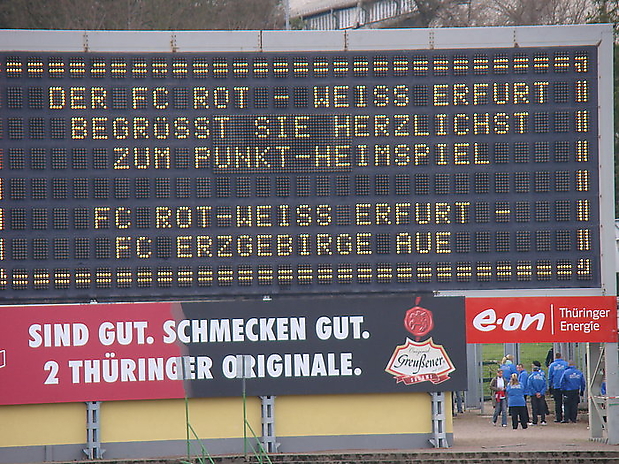 DER FC ROT - WEISS ERFURT
BEGRÖSST SIE HERZLICHST
ZUM PUNKT-HEIMSPIEL
FC ROT-WEISS ERFURT -
FC ERZGEBIRGE AUE
SIND GUT. SCHMECKEN GUT.
2 THÜRINGER ORIGINALE.
Greußener
e·on
Thüringer
Energie